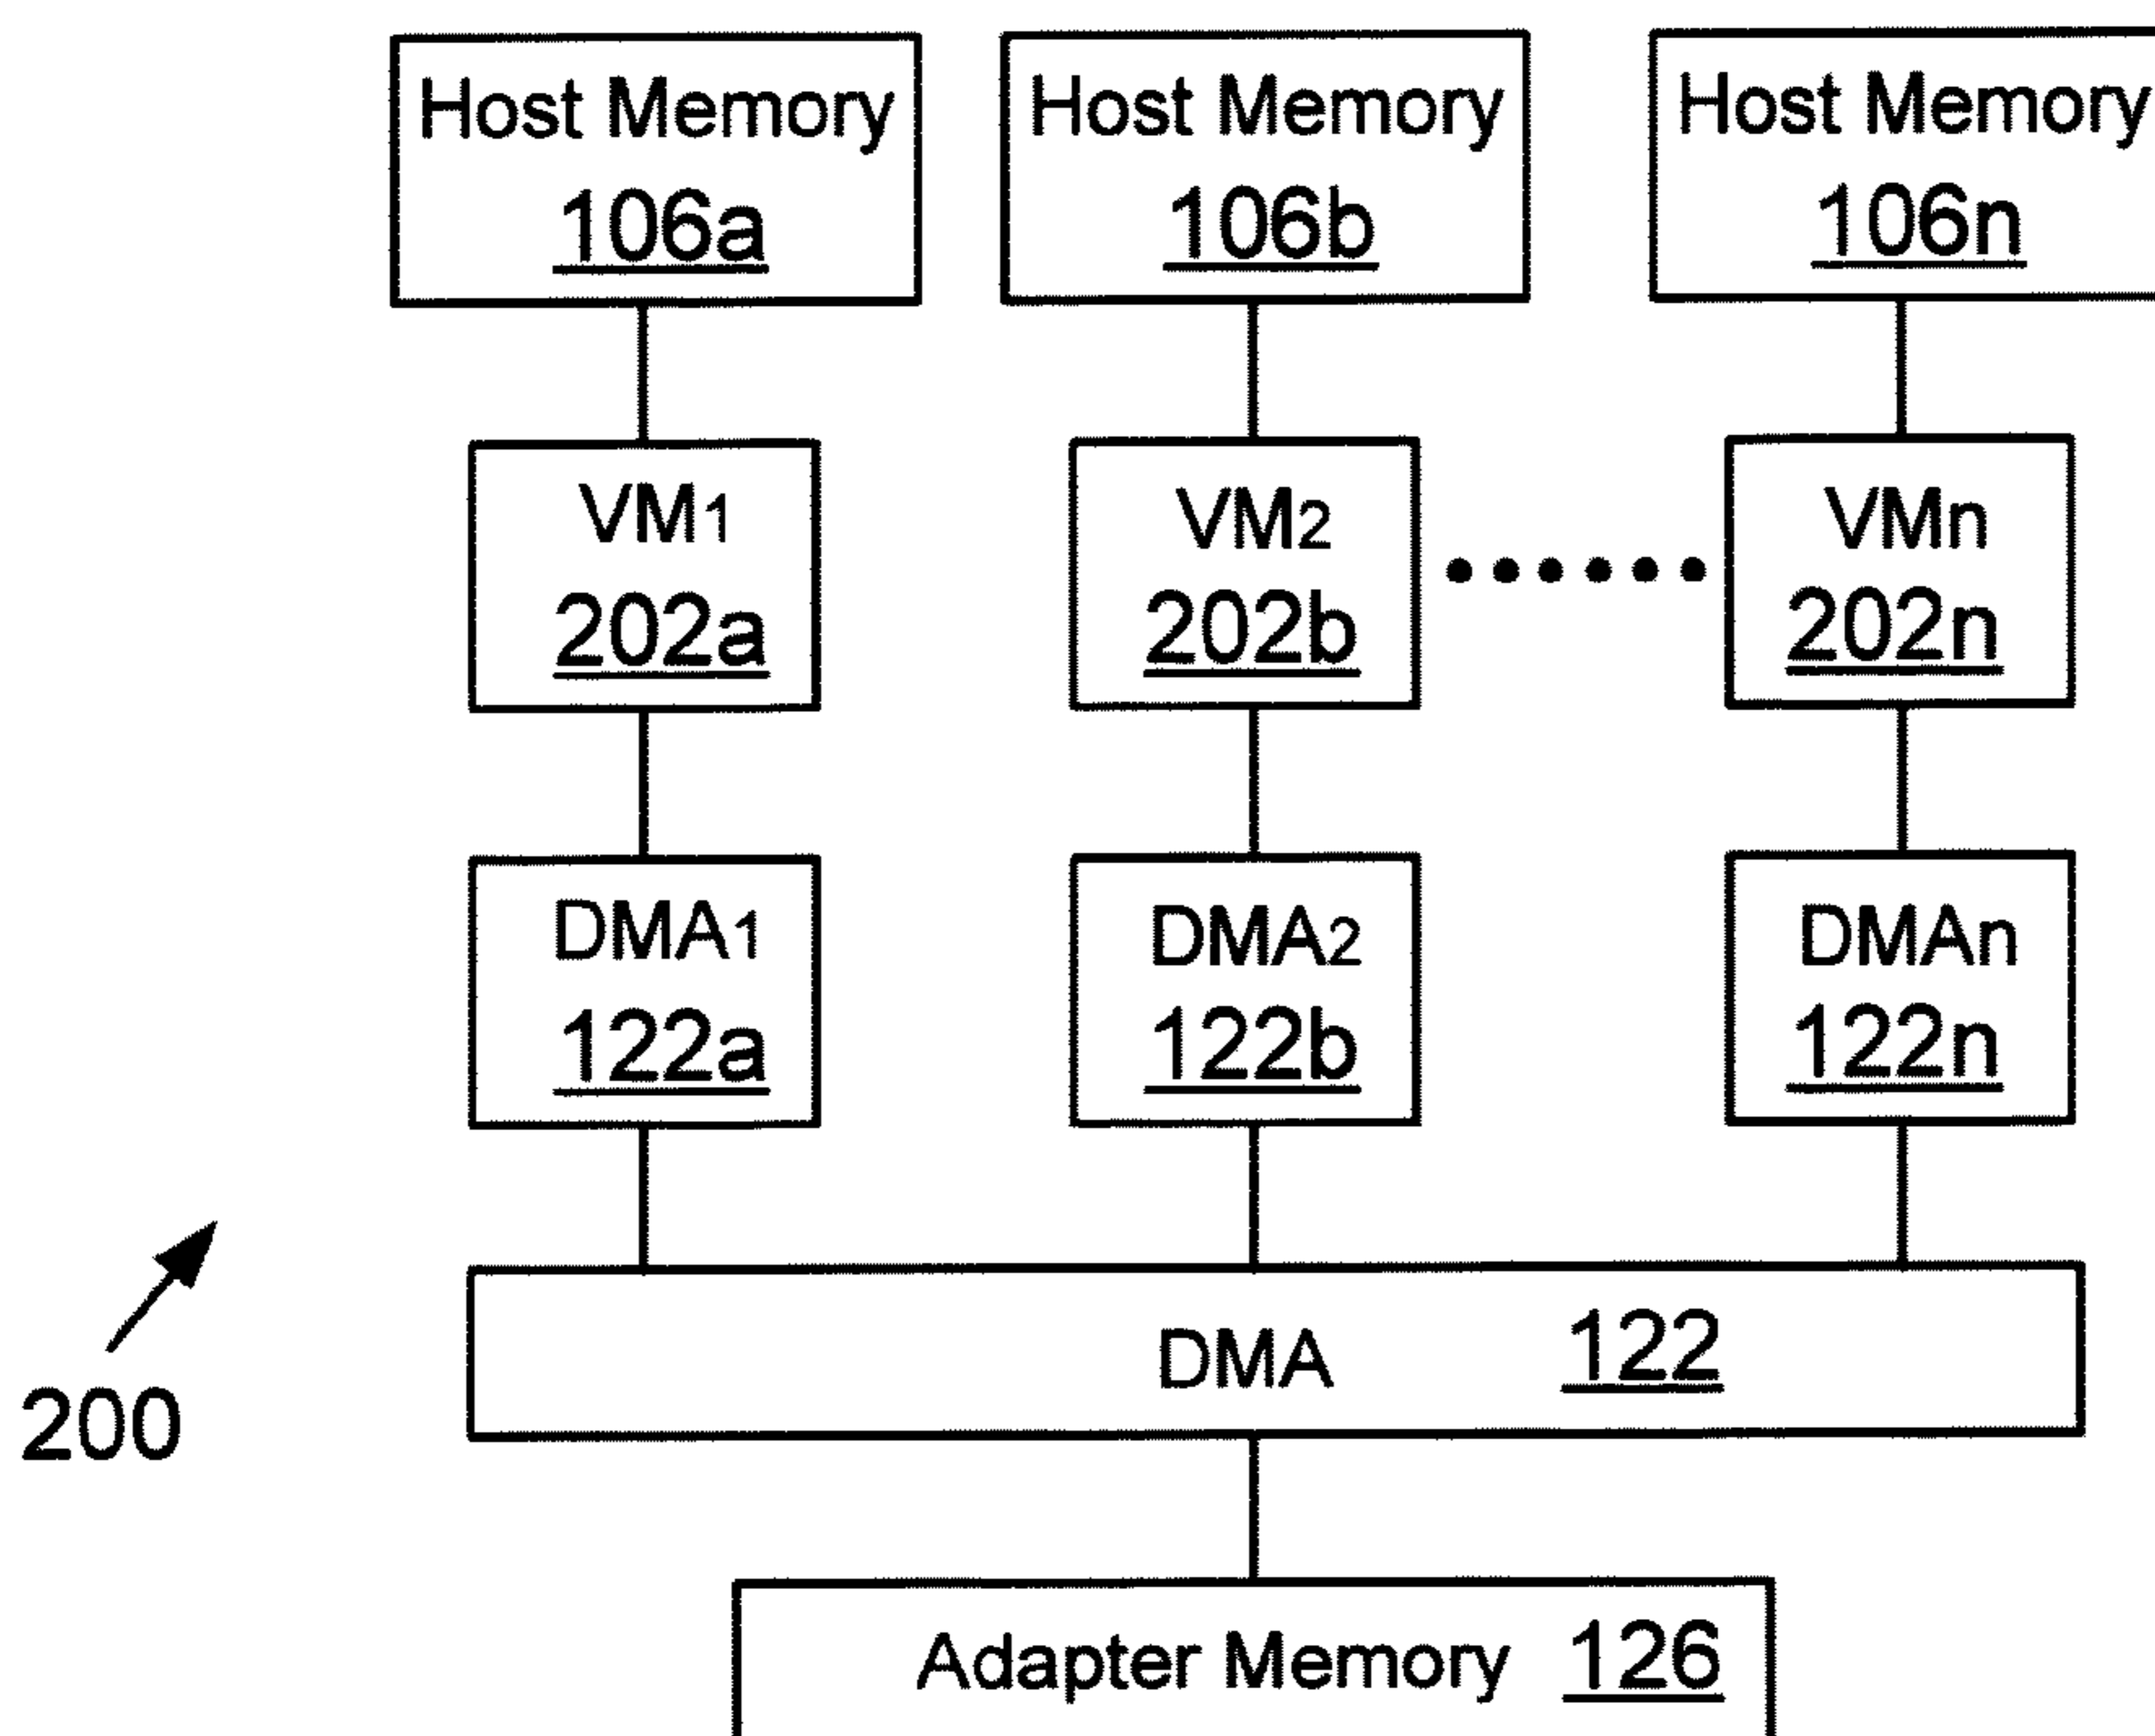 Host Memory
106a
Host Memory
106b
Host Memory
106n
VM1
202a
VM2
202b
VMn
202n
DMA1
122a
DMA2
122b
DMAn
122n
DMA 122
200
Adapter Memory 126